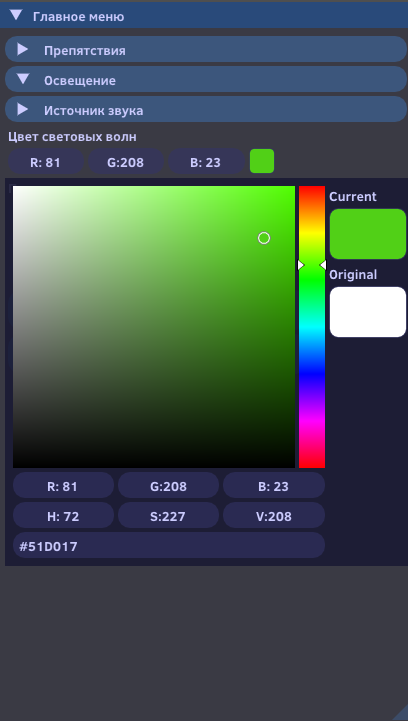 Главное меню
Препятствия
Освещение
Источник звука
Цвет световых волн
R: 81 G:208 B: 23
Current
Original
R: 81 G:208 B: 23
H: 72 S:227 V:208
#51D017